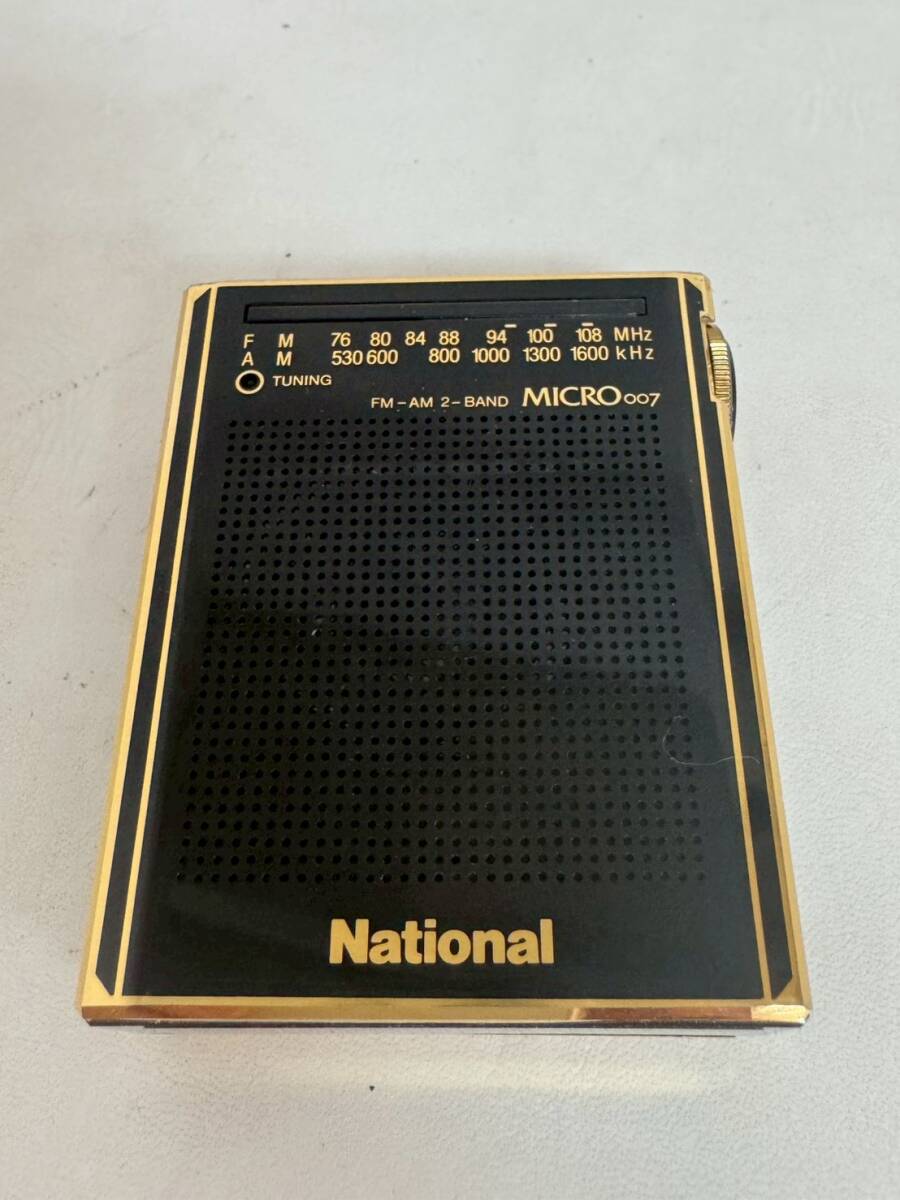 F M 76 80 84 88 94 100 108 MHz
A M 530 600 800 1000 1300 1600 kHz
TUNING
FM-AM 2-BAND MICRO 007
National